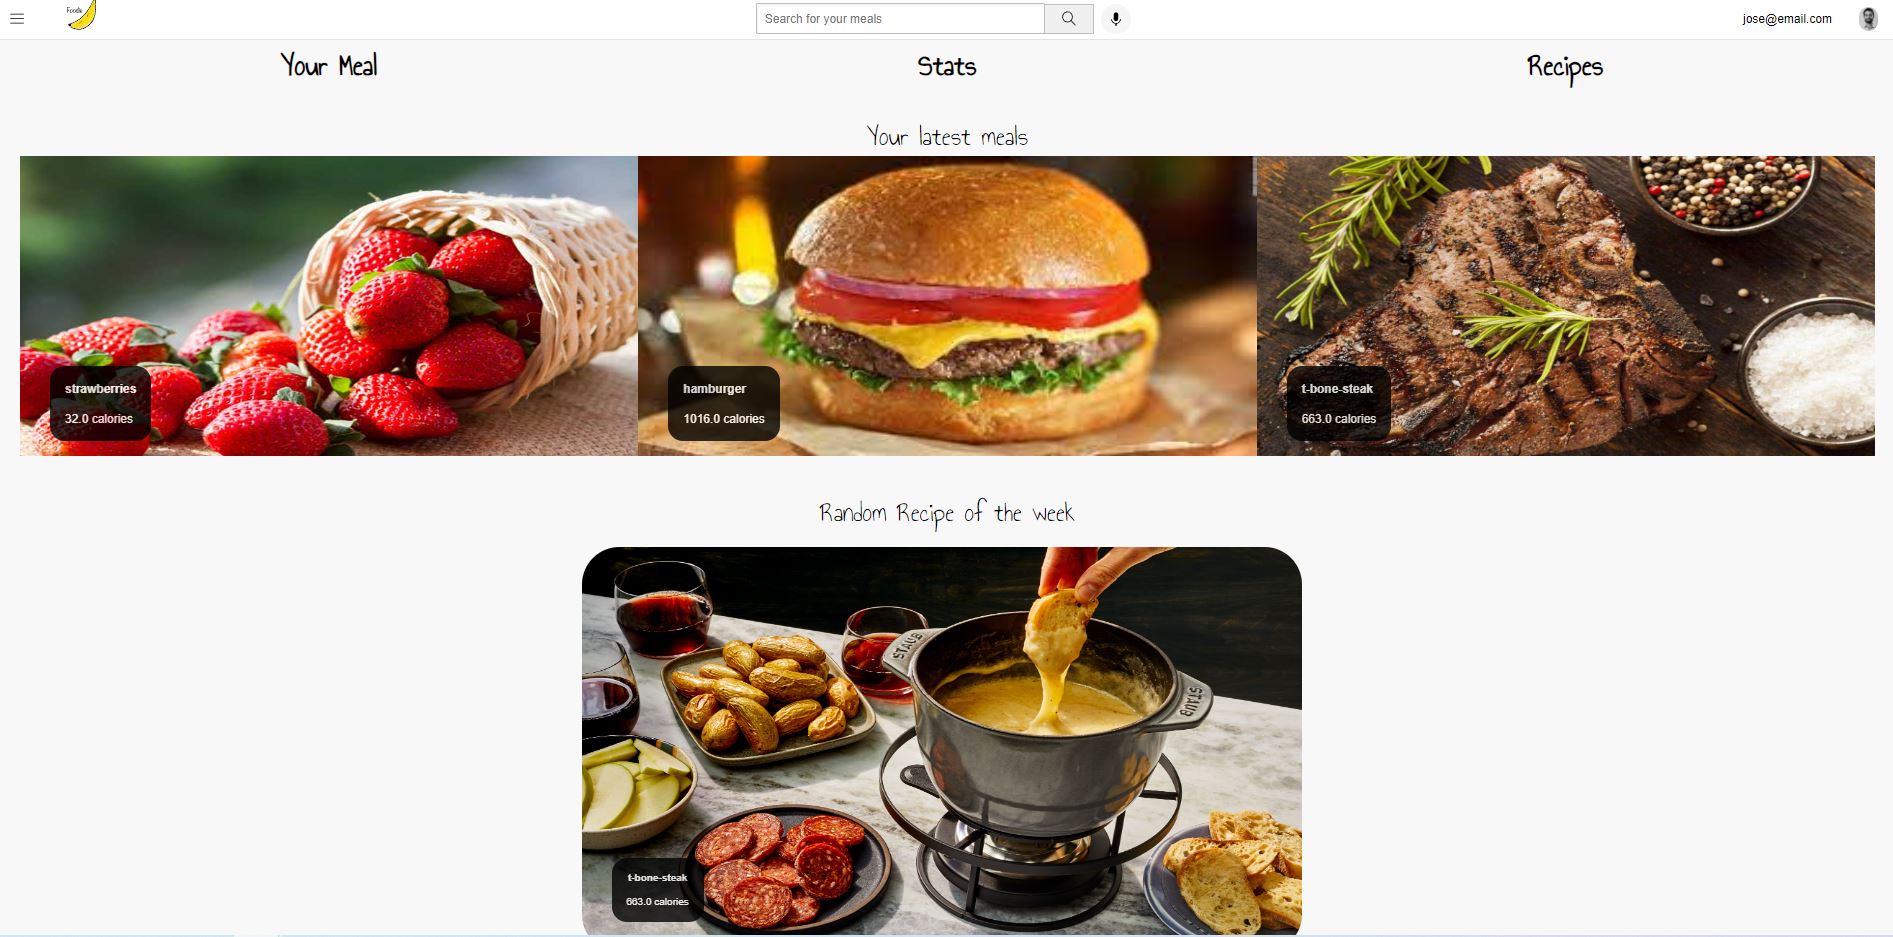 Foodie
Search for your meals
jose@email.com
Your Meal
Stats
Recipes
Your latest meals
strawberries
32.0 calories
hamburger
1016.0 calories
t-bone-steak
663.0 calories
Random Recipe of the week
STAUB
STAUB
t-bone-steak
663.0 calories